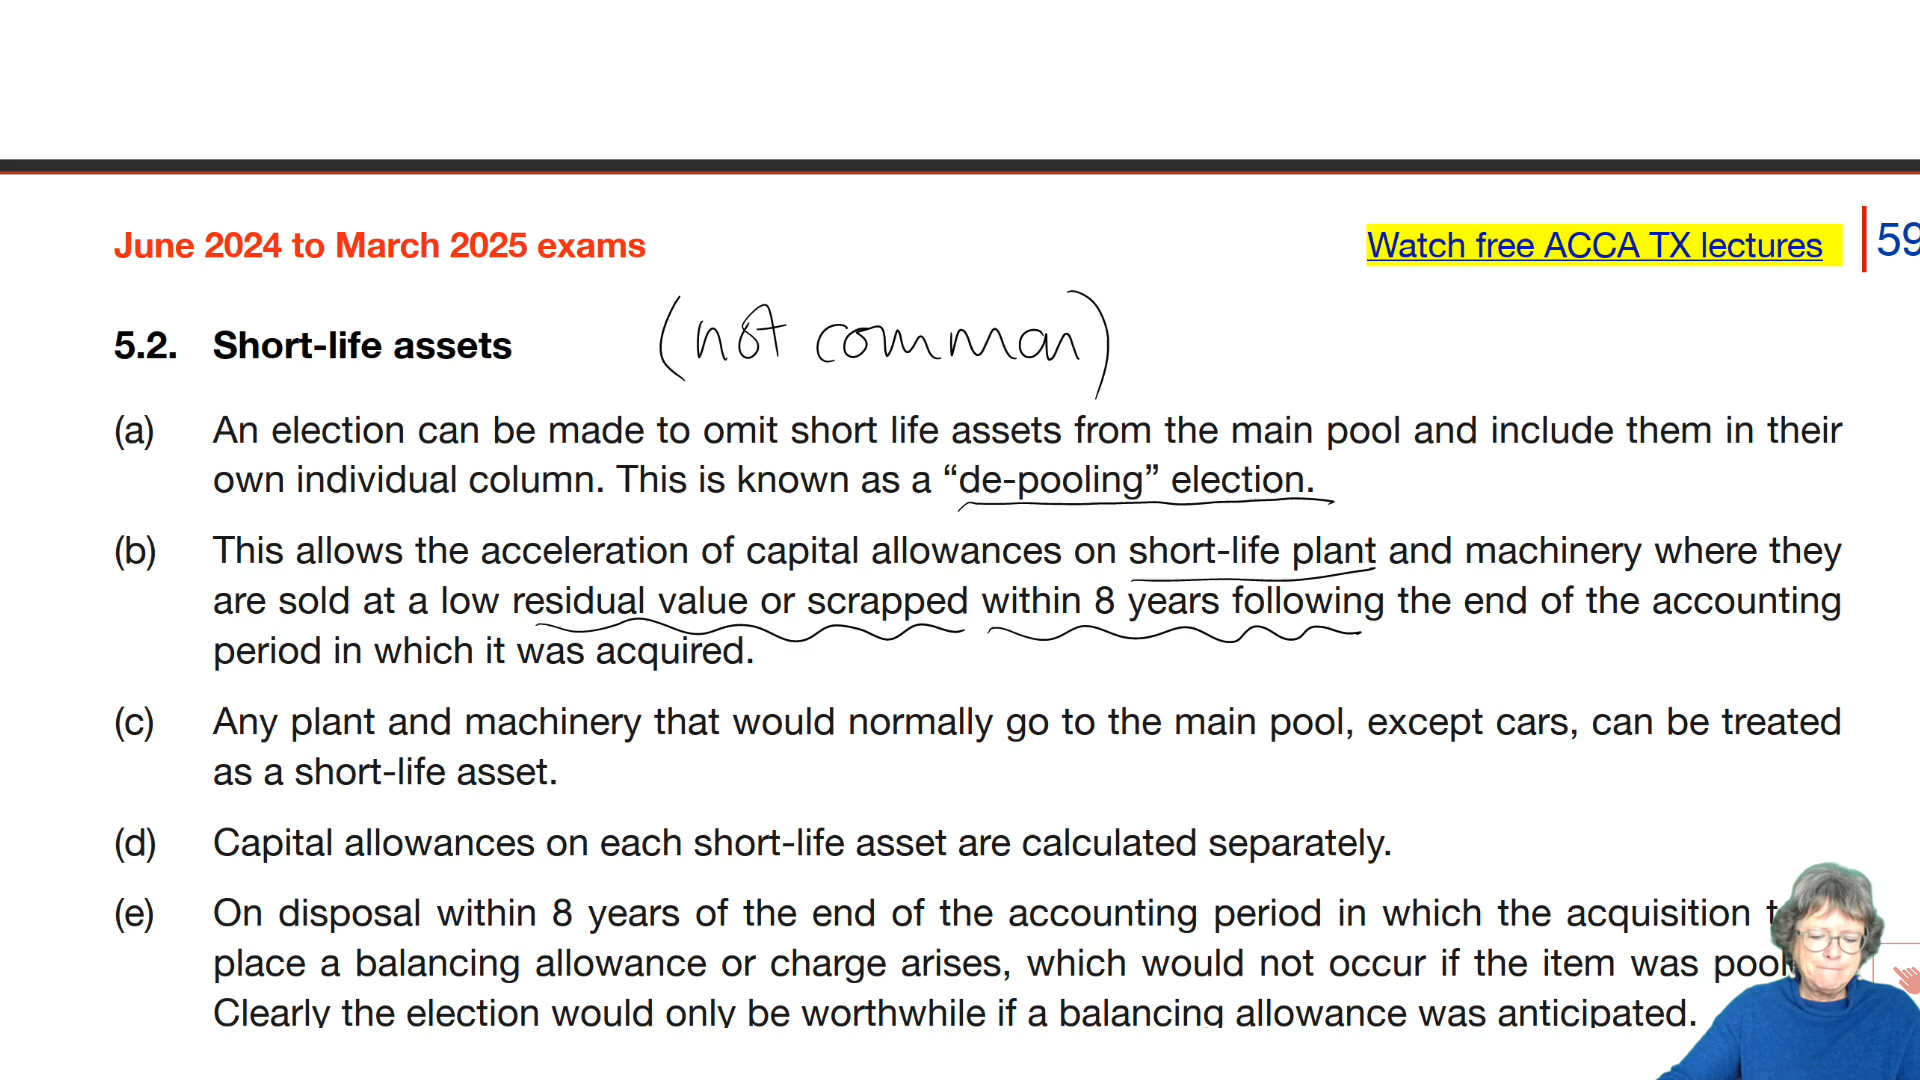 June 2024 to March 2025 exams
Watch free ACCA TX lectures
59
5.2. Short-life assets (not common)
(a) An election can be made to omit short life assets from the main pool and include them in their
own individual column. This is known as a “de-pooling” election.
(b) This allows the acceleration of capital allowances on short-life plant and machinery where they
are sold at a low residual value or scrapped within 8 years following the end of the accounting
period in which it was acquired.
(c) Any plant and machinery that would normally go to the main pool, except cars, can be treated
as a short-life asset.
(d) Capital allowances on each short-life asset are calculated separately.
(e) On disposal within 8 years of the end of the accounting period in which the acquisition
place a balancing allowance or charge arises, which would not occur if the item was
Clearly the election would only be worthwhile if a balancing allowance was anticipated.